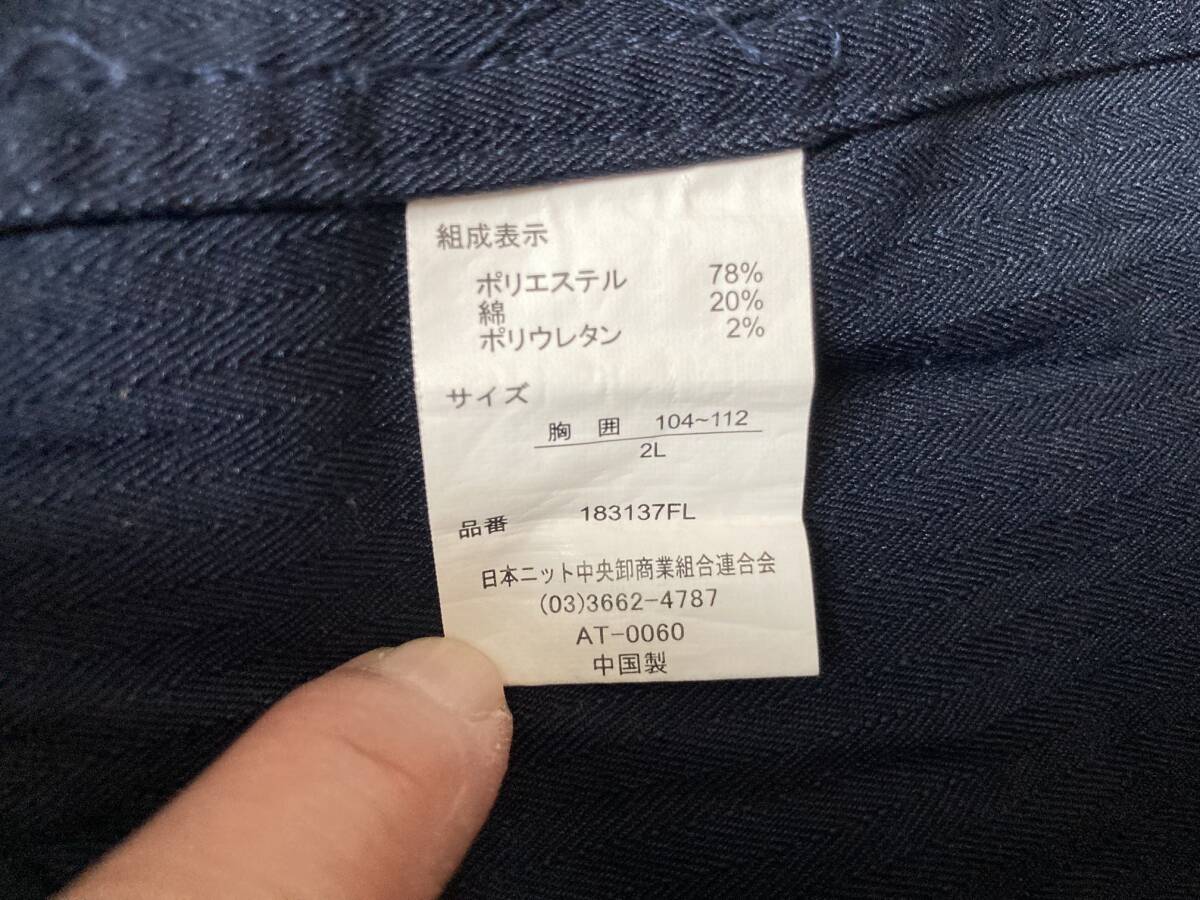 組成表示
ポリエステル 78%
綿 20%
ポリウレタン 2%
サイズ
胸 囲 104~112
2L
品番 183137FL
日本ニット中央卸商業組合連合会
(03)3662-4787
AT-0060
中国製